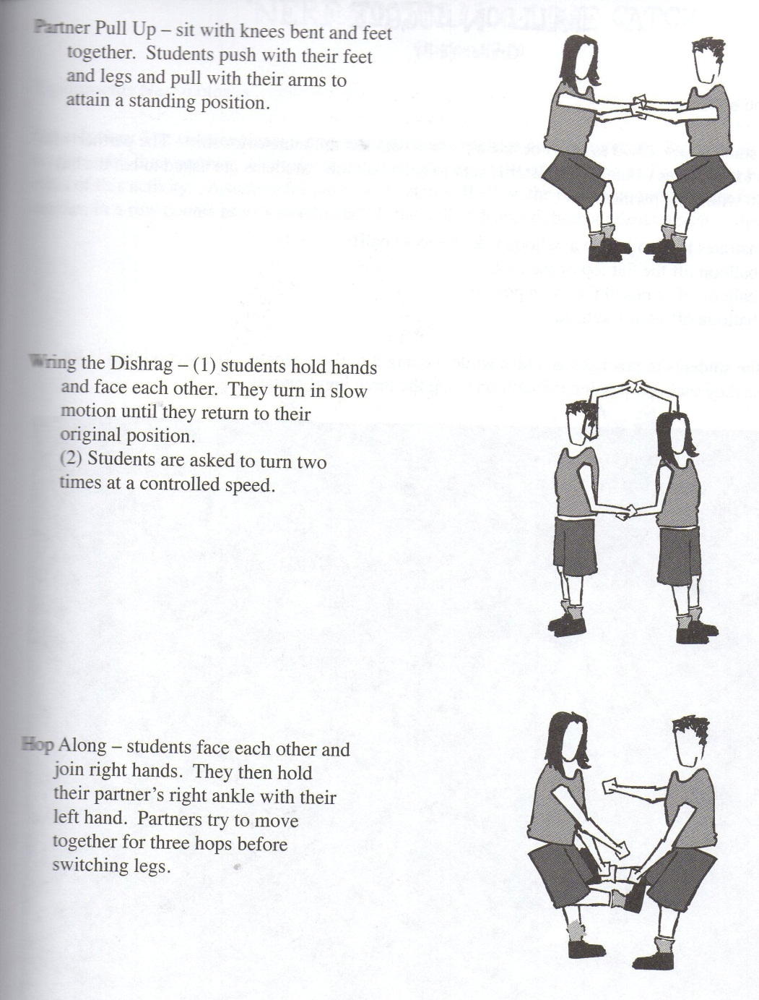 Partner Pull Up – sit with knees bent and feet
together.  Students push with their feet
and legs and pull with their arms to
attain a standing position.
Wring the Dishrag – (1) students hold hands
and face each other.  They turn in slow
motion until they return to their
original position.
(2) Students are asked to turn two
times at a controlled speed.
Hop Along – students face each other and
join right hands.  They then hold
their partner's right ankle with their
left hand.  Partners try to move
together for three hops before
switching legs.